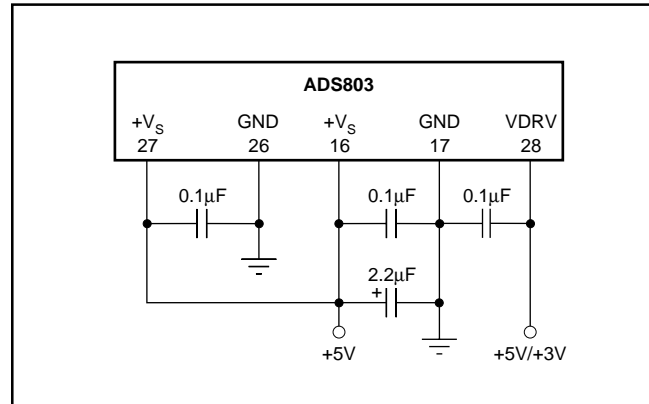 ADS803
+VS GND +VS GND VDRV
27 26 16 17 28
0.1µF 0.1µF 0.1µF
2.2µF
+
+5V +5V/+3V